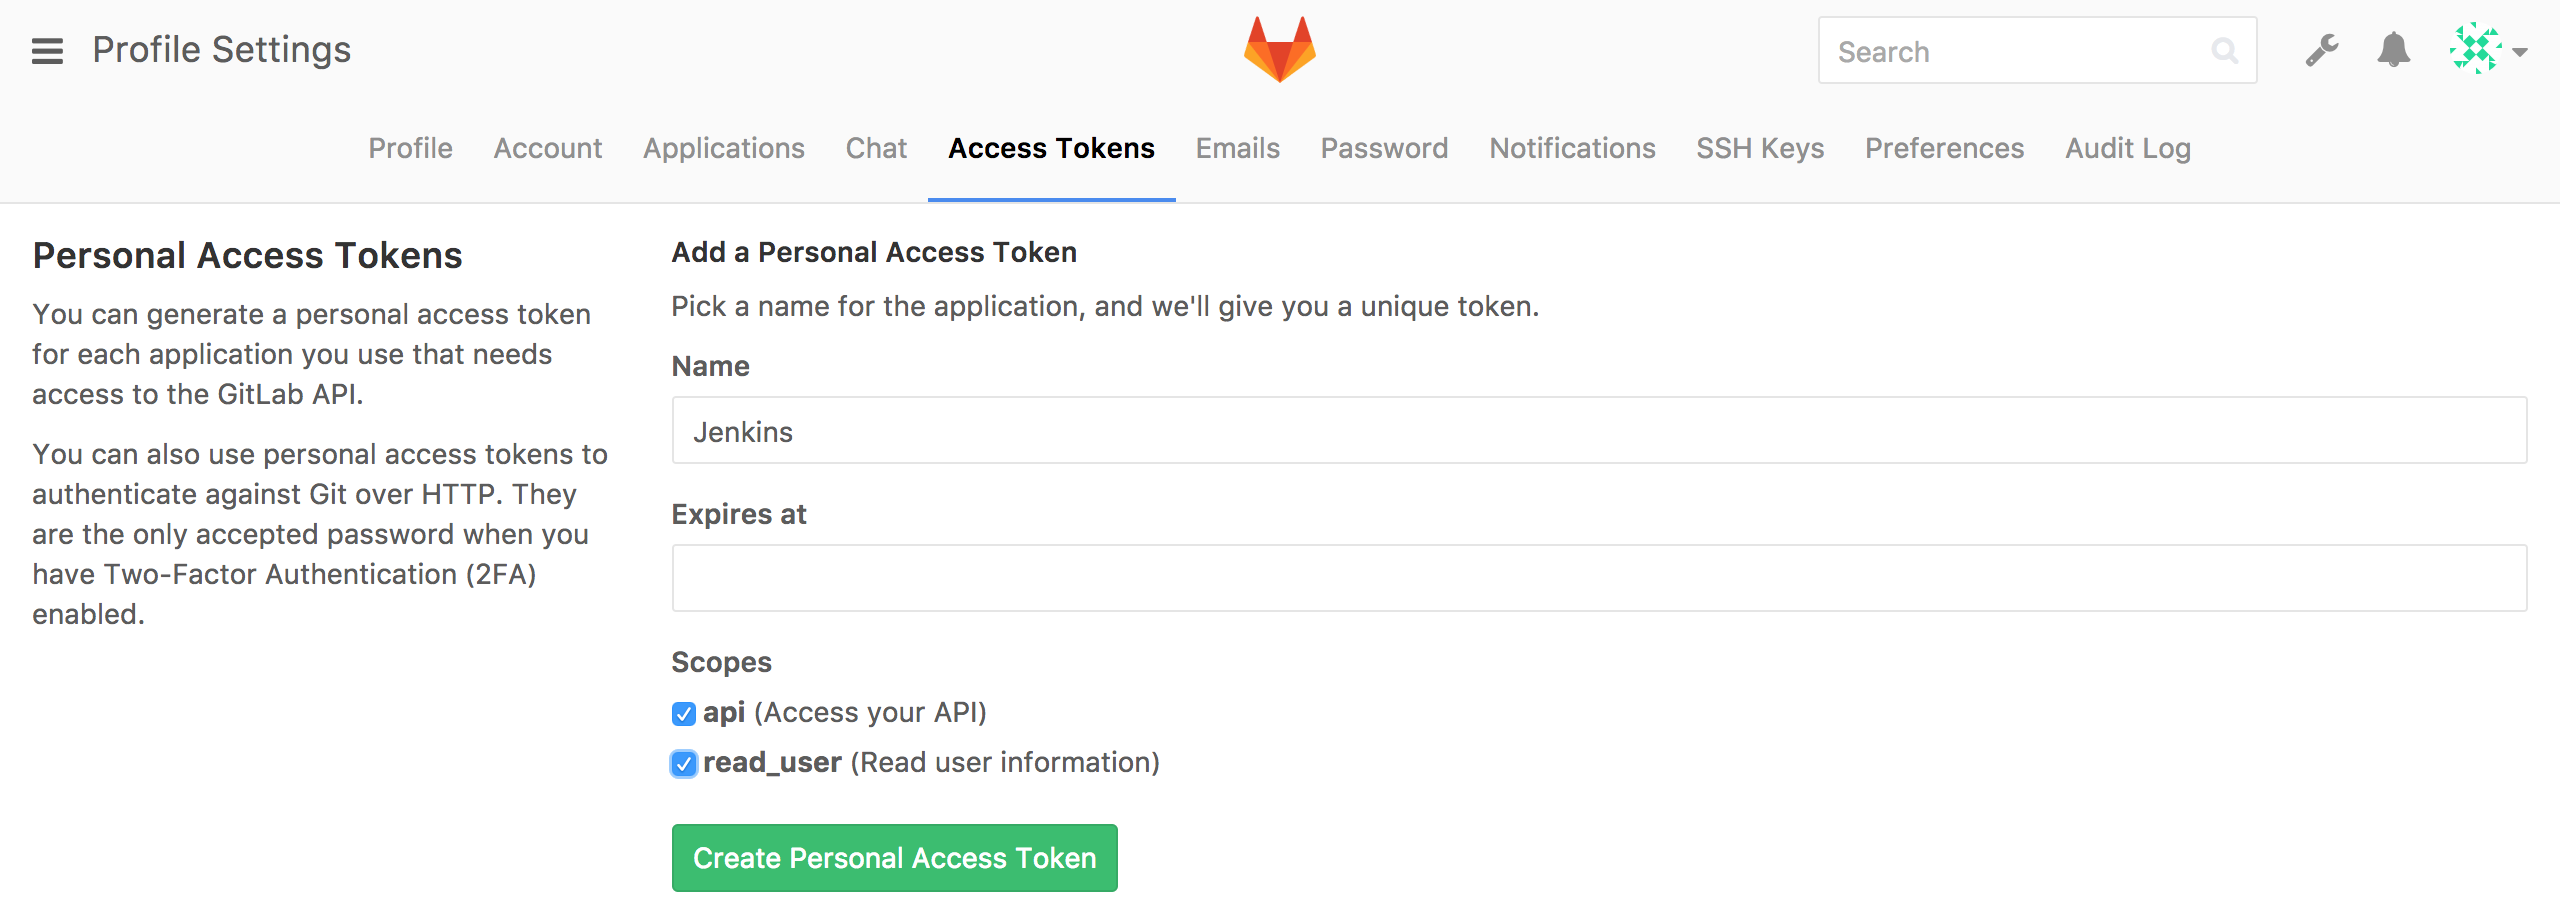 Profile Settings
Search
Profile Account Applications Chat Access Tokens Emails Password Notifications SSH Keys Preferences Audit Log
Personal Access Tokens
You can generate a personal access token
for each application you use that needs
access to the GitLab API.
You can also use personal access tokens to
authenticate against Git over HTTP. They
are the only accepted password when you
have Two-Factor Authentication (2FA)
enabled.
Add a Personal Access Token
Pick a name for the application, and we'll give you a unique token.
Name
Jenkins
Expires at
Scopes
api (Access your API)
read_user (Read user information)
Create Personal Access Token